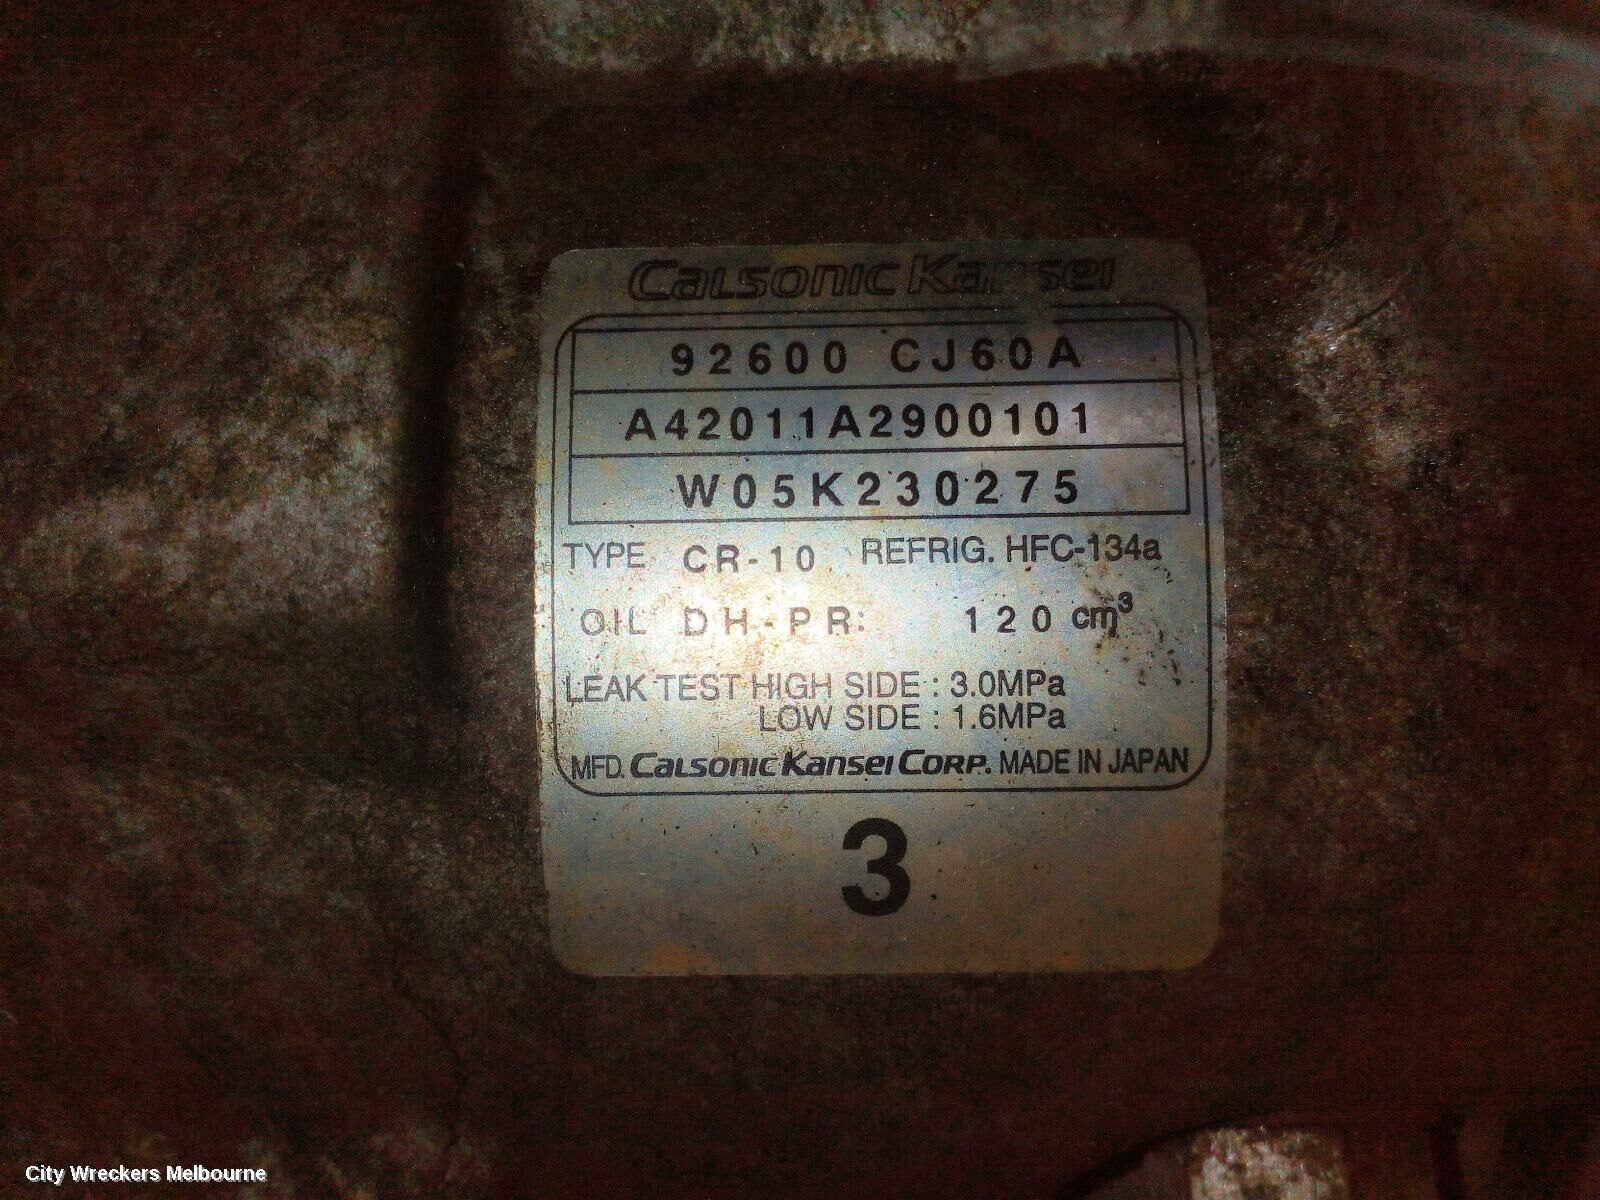 Calsonic Kansei
92600 CJ60A
A42011A2900101
W05K230275
TYPE CR-10 REFRIG. HFC-134a
OIL DH-PR: 120 cm³
LEAK TEST HIGH SIDE : 3.0MPa
LOW SIDE : 1.6MPa
MFD. Calsonic Kansei Corp. MADE IN JAPAN
3
City Wreckers Melbourne